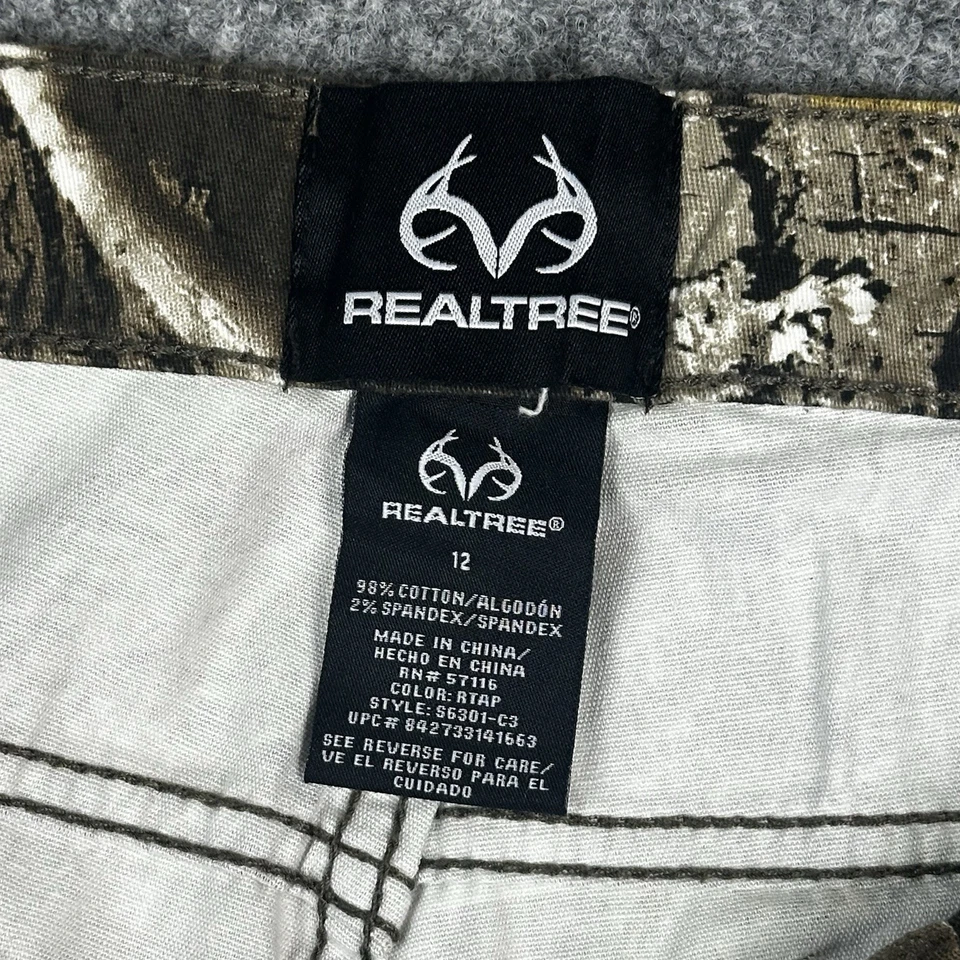 REALTREE®
REALTREE®
12
98% COTTON/ALGODÓN
2% SPANDEX/SPANDEX
MADE IN CHINA/
HECHO EN CHINA
RN# 57116
COLOR: RTAP
STYLE: S6301-C3
UPC# 842733141663
SEE REVERSE FOR CARE/
VE EL REVERSO PARA EL
CUIDADO